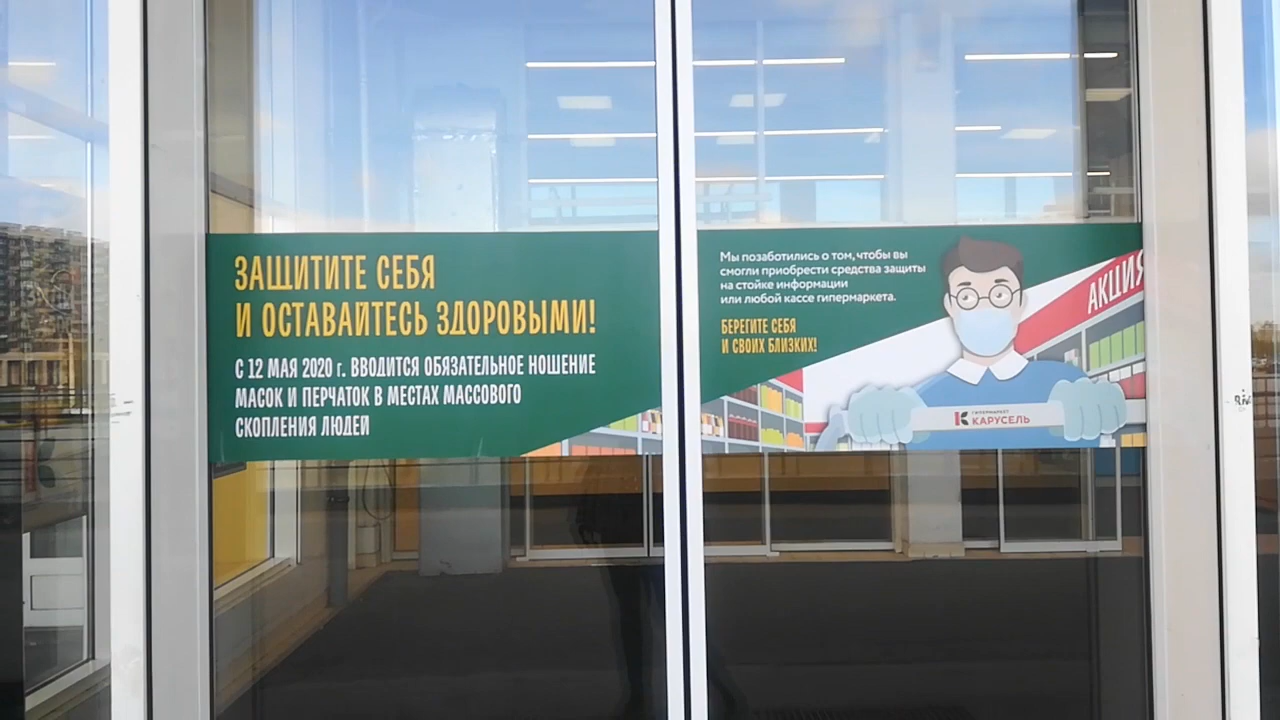 ЗАЩИТИТЕ СЕБЯ
И ОСТАВАЙТЕСЬ ЗДОРОВЫМИ!
С 12 МАЯ 2020 г. ВВОДИТСЯ ОБЯЗАТЕЛЬНОЕ НОШЕНИЕ
МАСОК И ПЕРЧАТОК В МЕСТАХ МАССОВОГО
СКОПЛЕНИЯ ЛЮДЕЙ
Мы позаботились о том, чтобы вы
смогли приобрести средства защиты
на стойке информации
или любой кассе гипермаркета.
БЕРЕГИТЕ СЕБЯ
И СВОИХ БЛИЗКИХ!
АКЦИЯ
ГИПЕРМАРКЕТ
КАРУСЕЛЬ